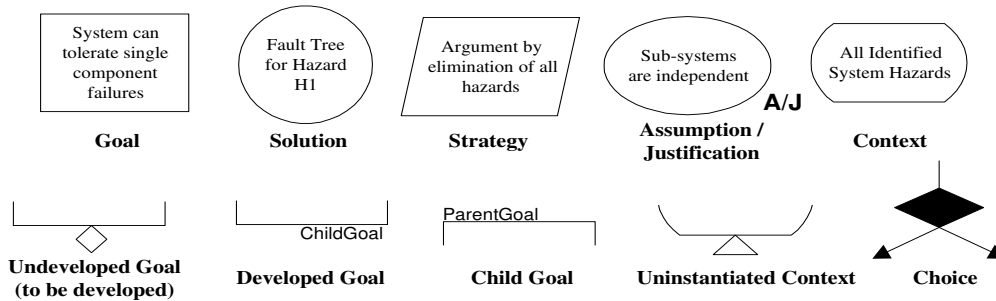 System can
tolerate single
component
failures
Goal
Fault Tree
for Hazard
H1
Solution
Argument by
elimination of all
hazards
Strategy
Sub-systems
are independent
A/J
Assumption /
Justification
All Identified
System Hazards
Context
Undeveloped Goal
(to be developed)
ChildGoal
Developed Goal
ParentGoal
Child Goal
Uninstantiated Context
Choice